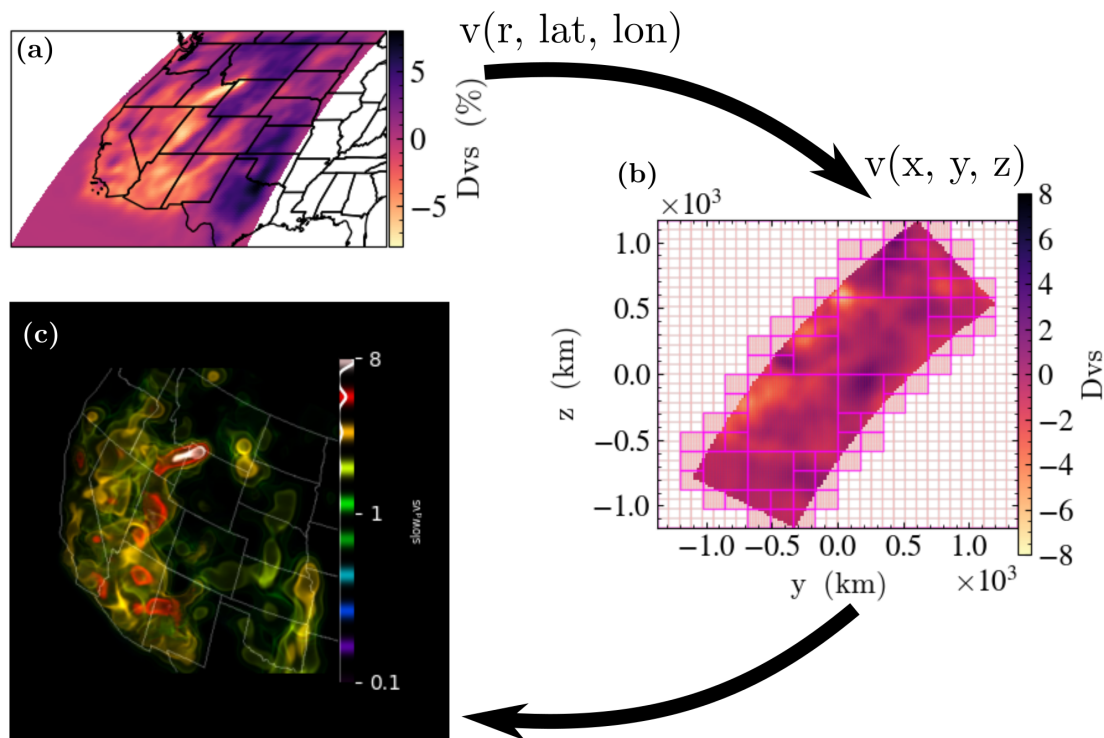 (a)
5
0
−5
Dvs (%)
v(r, lat, lon)
v(x, y, z)
(b)
×10³
1.0
0.5
0.0
−0.5
−1.0
z (km)
−1.0 −0.5 0.0 0.5 1.0
y (km)
×10³
8
6
4
2
0
−2
−4
−6
−8
Dvs
(c)
8
1
0.1
slow_dvs